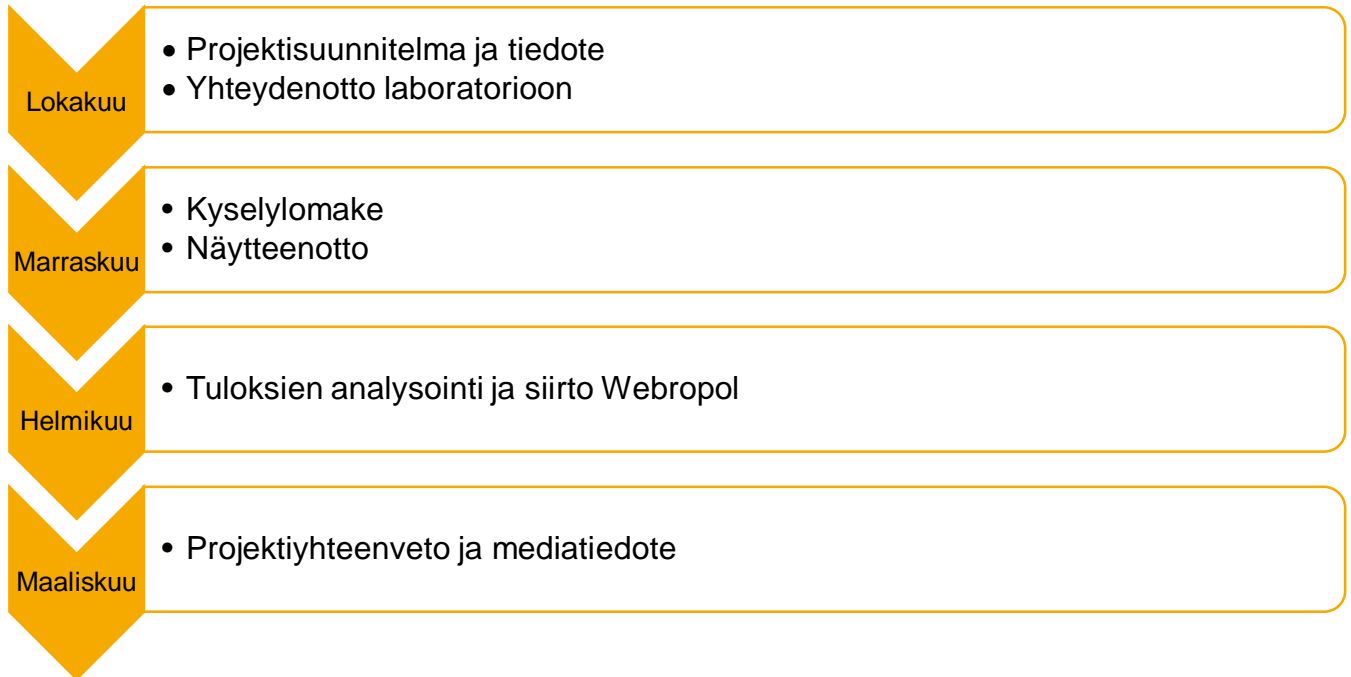 Lokakuu
• Projektisuunnitelma ja tiedote
• Yhteydenotto laboratorioon
Marraskuu
• Kyselylomake
• Näytteenotto
Helmikuu
• Tuloksien analysointi ja siirto Webropol
Maaliskuu
• Projektiyhteenveto ja mediatiedote